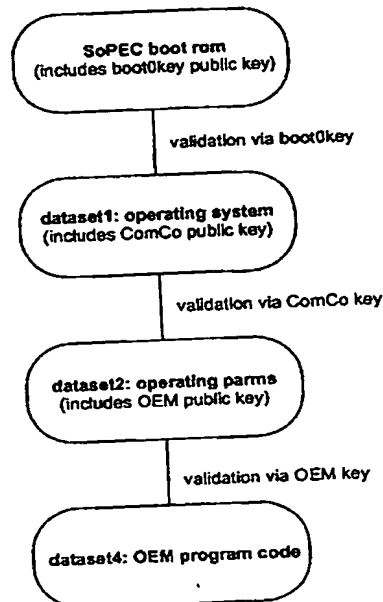 SoPEC boot rom
(includes boot0key public key)
validation via boot0key
dataset1: operating system
(includes ComCo public key)
validation via ComCo key
dataset2: operating parms
(includes OEM public key)
validation via OEM key
dataset4: OEM program code